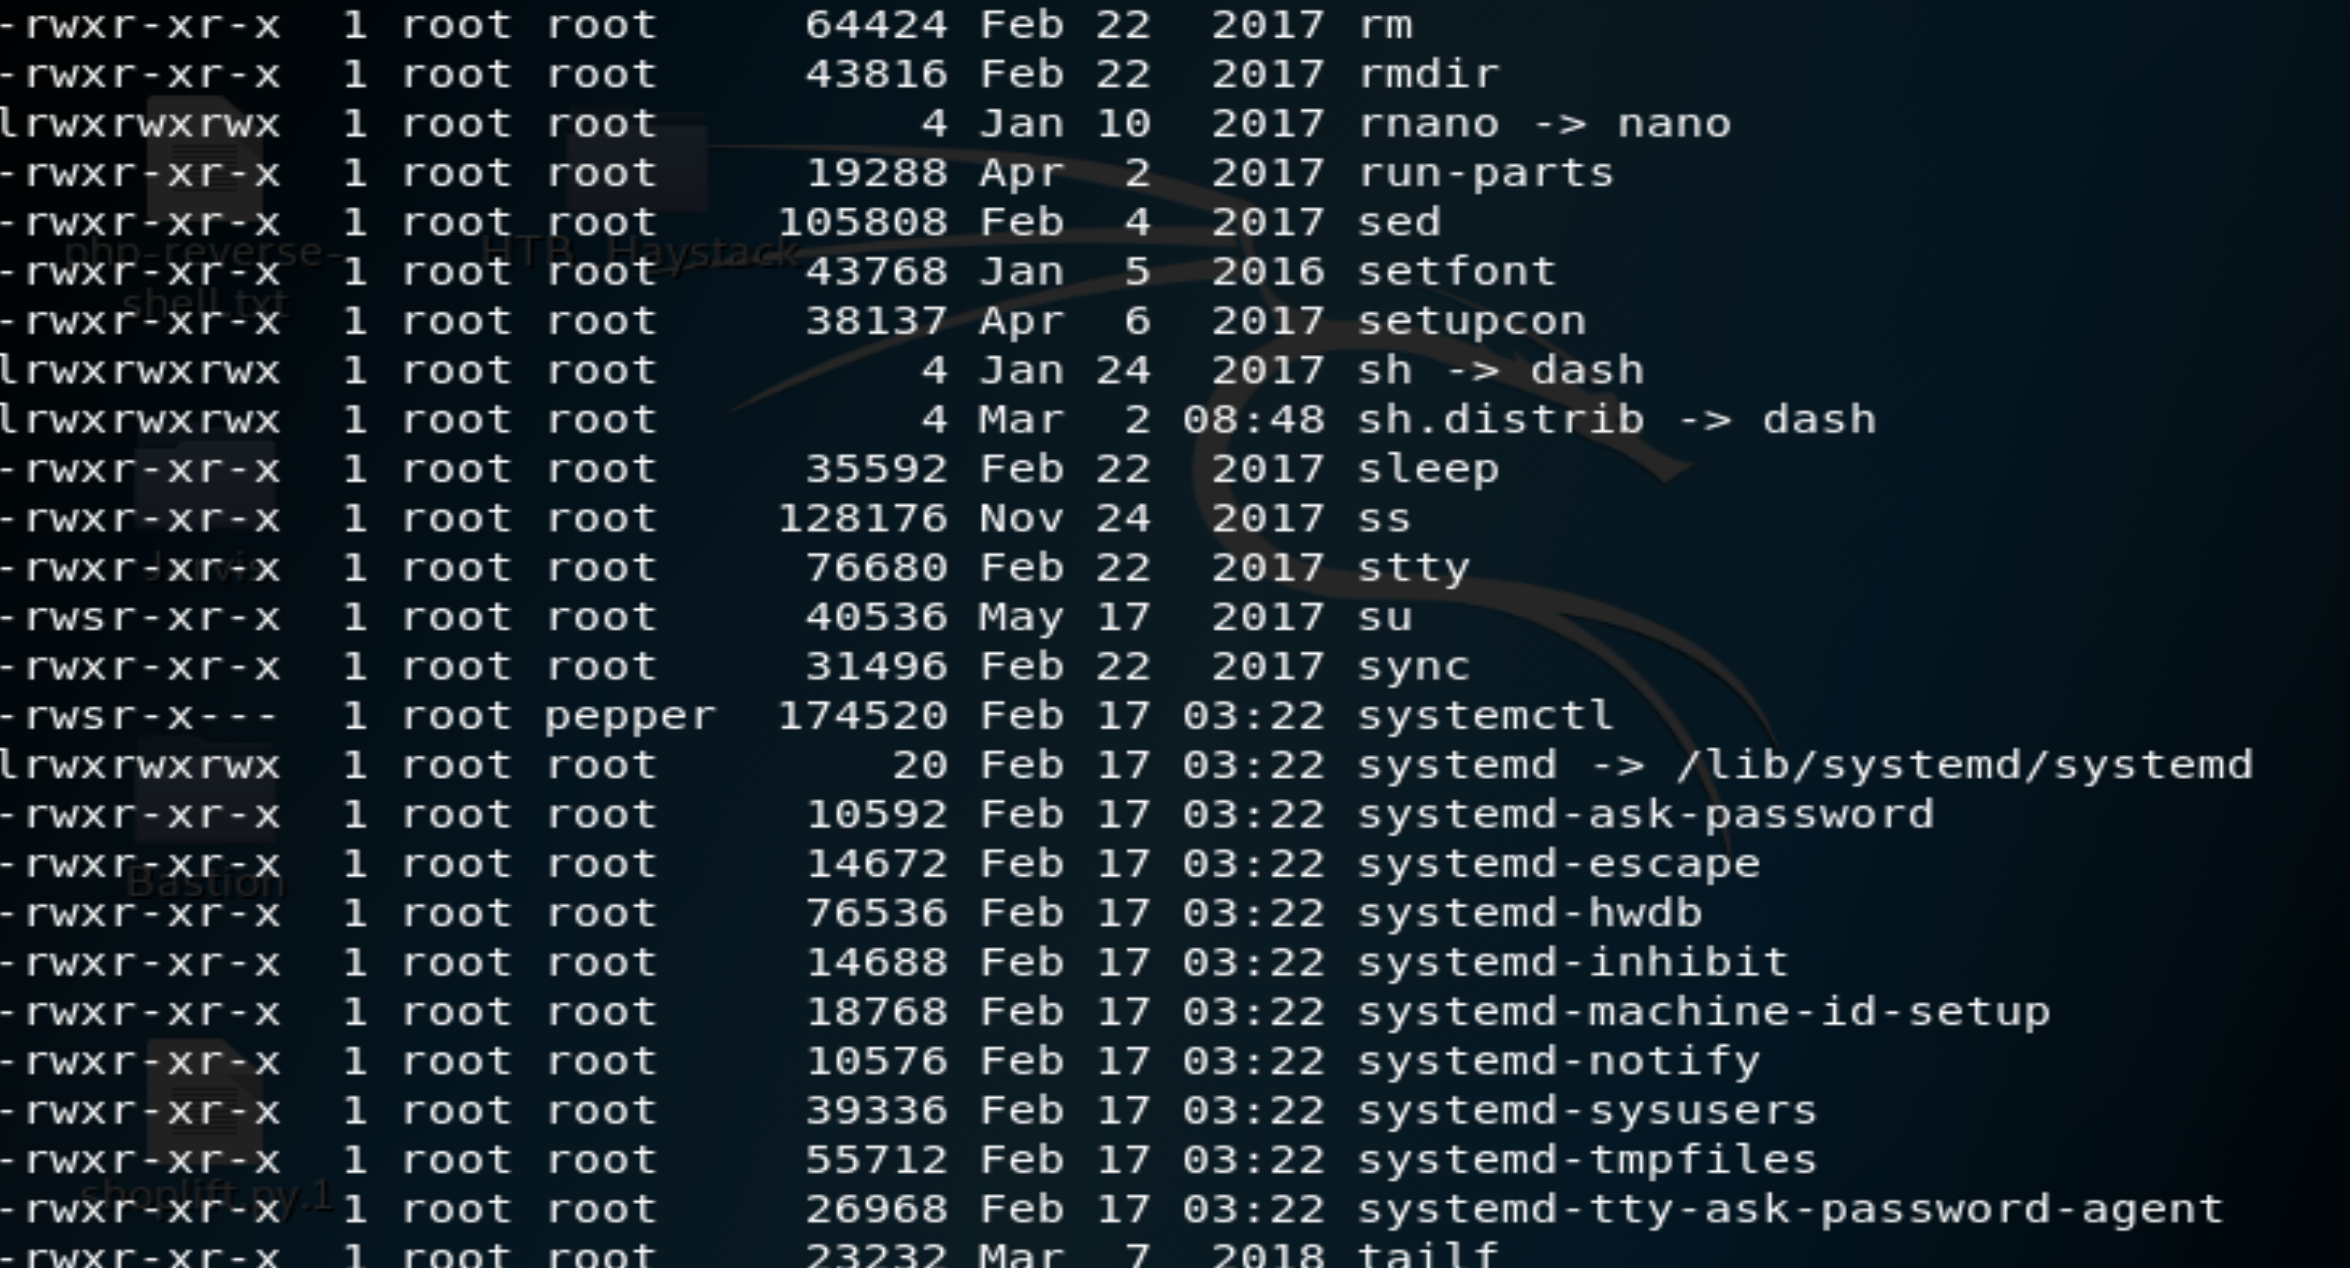 -rwxr-xr-x  1 root root     64424 Feb 22  2017 rm
-rwxr-xr-x  1 root root     43816 Feb 22  2017 rmdir
lrwxrwxrwx  1 root root         4 Jan 10  2017 rnano -> nano
-rwxr-xr-x  1 root root     19288 Apr  2  2017 run-parts
-rwxr-xr-x  1 root root    105808 Feb  4  2017 sed
php-reverse- HTB_Haystack
-rwxr-xr-x  1 root root     43768 Jan  5  2016 setfont
shell.txt
-rwxr-xr-x  1 root root     38137 Apr  6  2017 setupcon
lrwxrwxrwx  1 root root         4 Jan 24  2017 sh -> dash
lrwxrwxrwx  1 root root         4 Mar  2 08:48 sh.distrib -> dash
-rwxr-xr-x  1 root root     35592 Feb 22  2017 sleep
-rwxr-xr-x  1 root root    128176 Nov 24  2017 ss
Jarvis
-rwxr-xr-x  1 root root     76680 Feb 22  2017 stty
-rwsr-xr-x  1 root root     40536 May 17  2017 su
-rwxr-xr-x  1 root root     31496 Feb 22  2017 sync
-rwsr-x---  1 root pepper  174520 Feb 17 03:22 systemctl
lrwxrwxrwx  1 root root        20 Feb 17 03:22 systemd -> /lib/systemd/systemd
-rwxr-xr-x  1 root root     10592 Feb 17 03:22 systemd-ask-password
-rwxr-xr-x  1 root root     14672 Feb 17 03:22 systemd-escape
Bastion
-rwxr-xr-x  1 root root     76536 Feb 17 03:22 systemd-hwdb
-rwxr-xr-x  1 root root     14688 Feb 17 03:22 systemd-inhibit
-rwxr-xr-x  1 root root     18768 Feb 17 03:22 systemd-machine-id-setup
-rwxr-xr-x  1 root root     10576 Feb 17 03:22 systemd-notify
-rwxr-xr-x  1 root root     39336 Feb 17 03:22 systemd-sysusers
-rwxr-xr-x  1 root root     55712 Feb 17 03:22 systemd-tmpfiles
shoplift.py.1
-rwxr-xr-x  1 root root     26968 Feb 17 03:22 systemd-tty-ask-password-agent
-rwxr-xr-x  1 root root     23232 Mar  7  2018 tailf